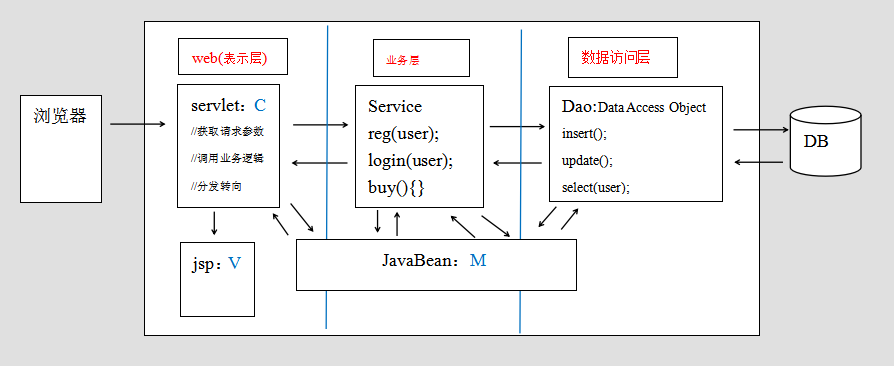 浏览器
web(表示层)
servlet：C
//获取请求参数
//调用业务逻辑
//分发转向
jsp：V
业务层
Service
reg(user);
login(user);
buy(){}
JavaBean：M
数据访问层
Dao:Data Access Object
insert();
update();
select(user);
DB